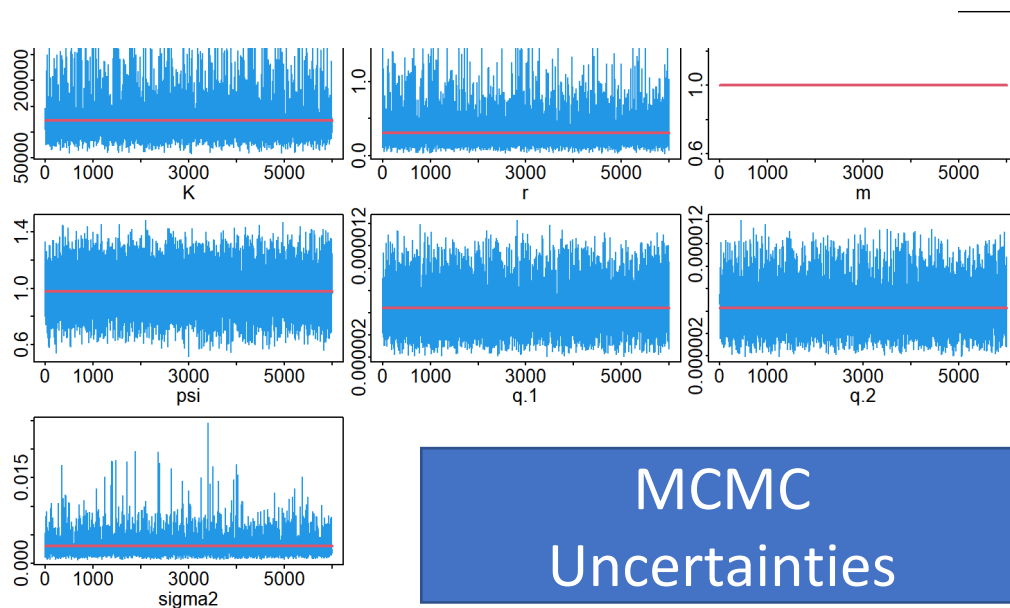 50000 200000
0 1000 3000 5000
K
0.0 1.0
0 1000 3000 5000
r
0.6 1.0
0 1000 3000 5000
m
0.6 1.0 1.4
0 1000 3000 5000
psi
0.000002 0.000012
0 1000 3000 5000
q.1
0.000002 0.000012
0 1000 3000 5000
q.2
0.000 0.015
0 1000 3000 5000
sigma2
MCMC
Uncertainties